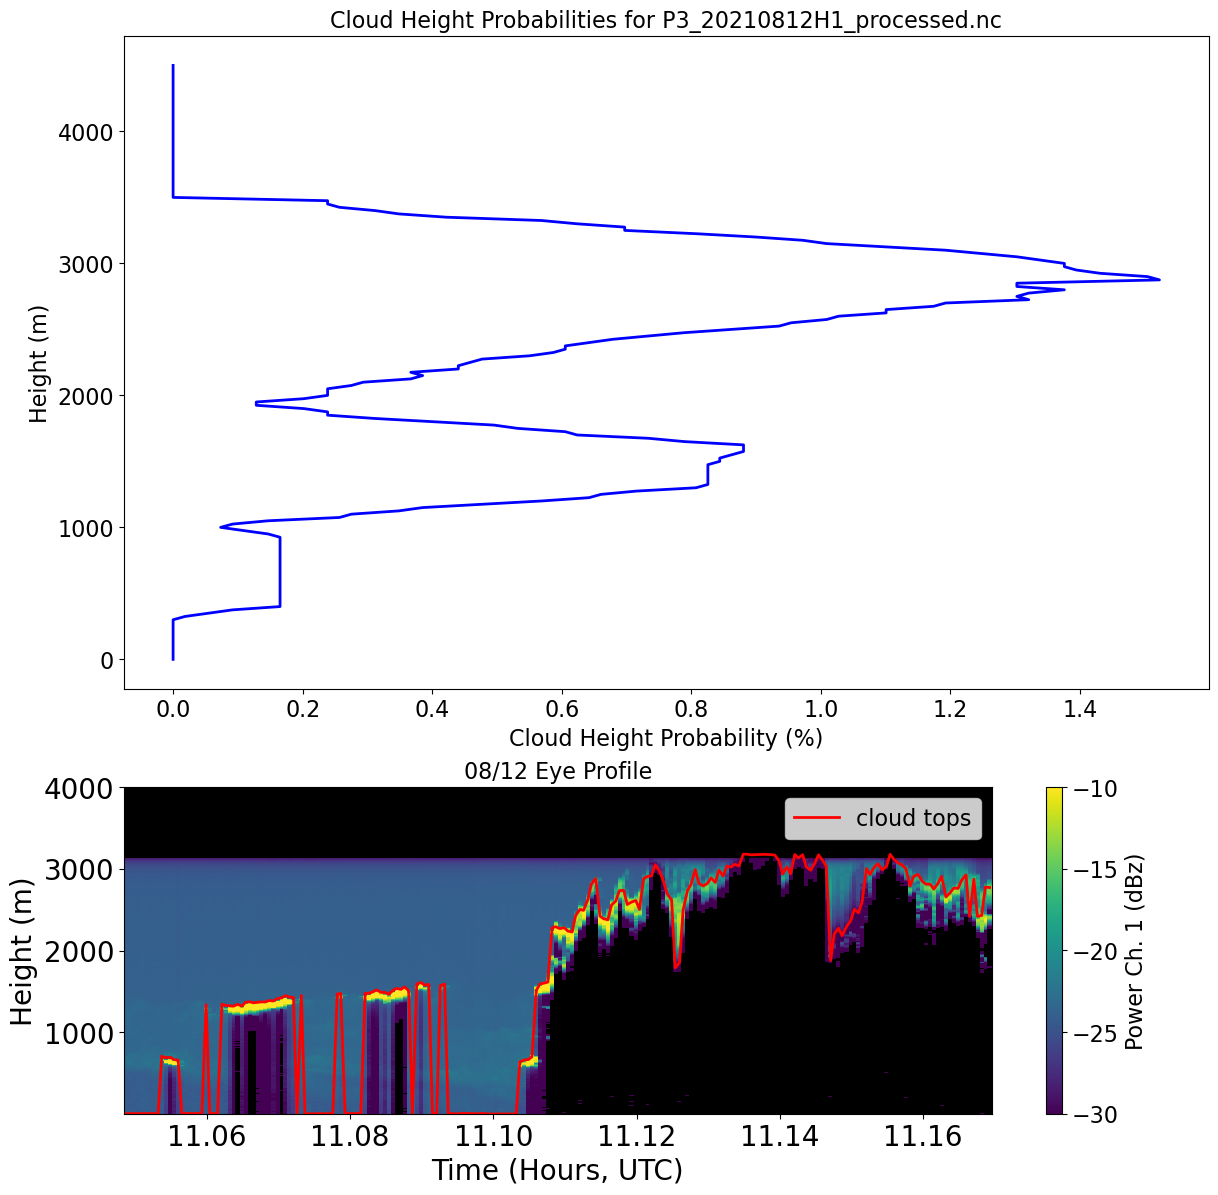 Cloud Height Probabilities for P3_20210812H1_processed.nc
Height (m)
4000
3000
2000
1000
0
0.0 0.2 0.4 0.6 0.8 1.0 1.2 1.4
Cloud Height Probability (%)
08/12 Eye Profile
Height (m)
4000
3000
2000
1000
cloud tops
11.06 11.08 11.10 11.12 11.14 11.16
Time (Hours, UTC)
−10
−15
−20
−25
−30
Power Ch. 1 (dBz)